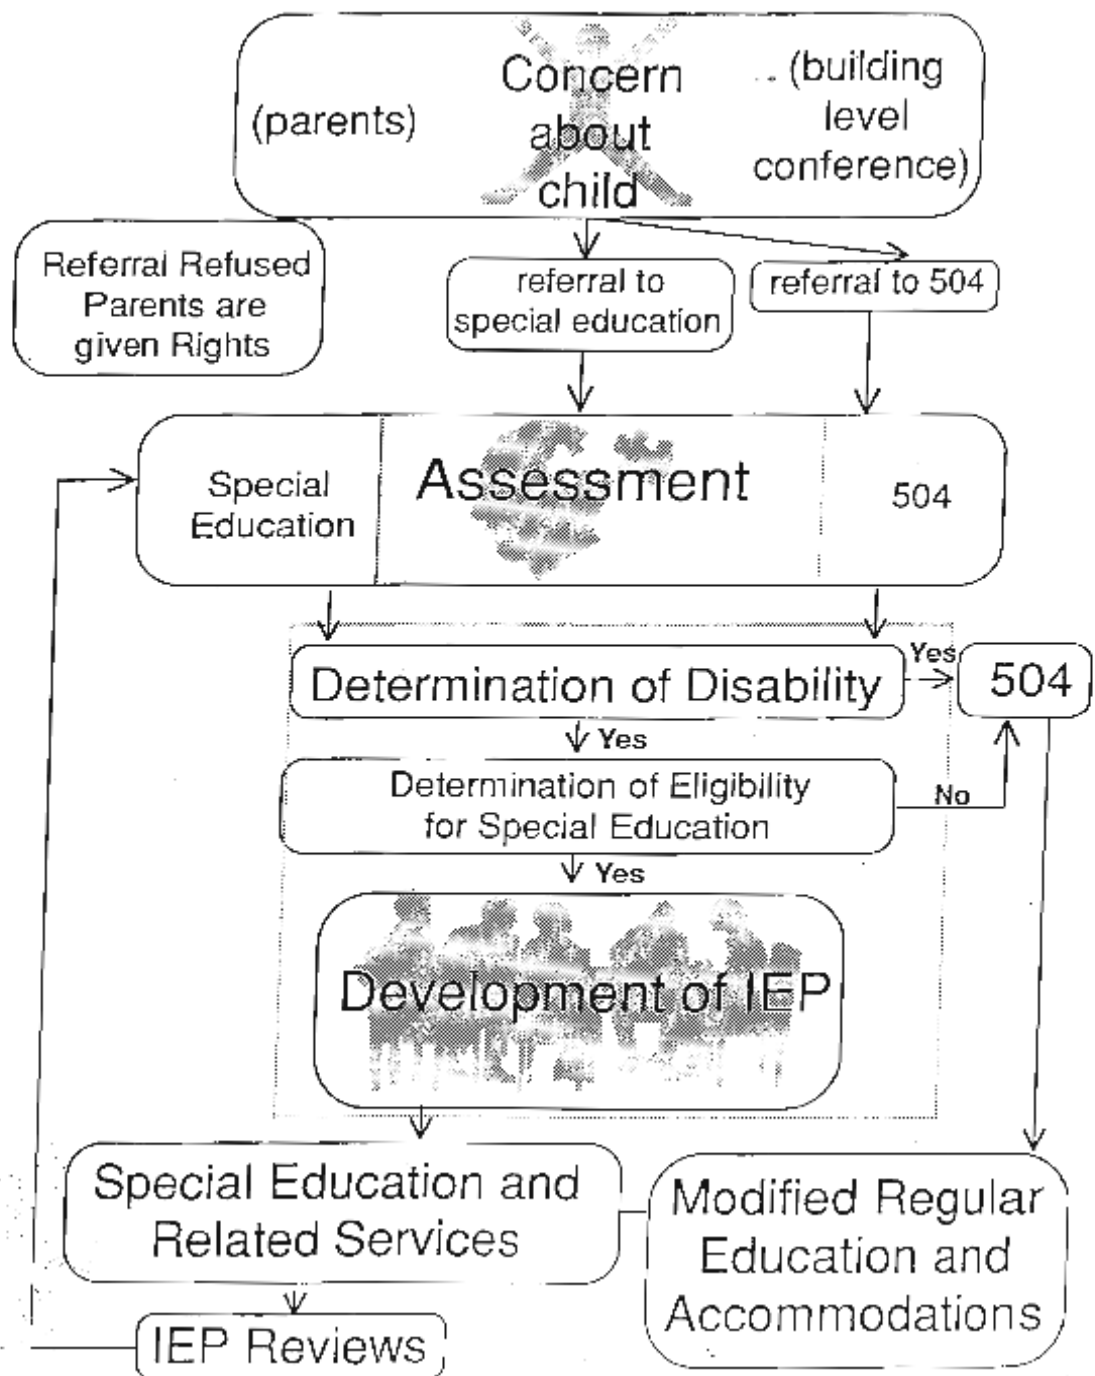 Concern
about
child
(parents)
(building
level
conference)
Referral Refused
Parents are
given Rights
referral to
special education
referral to 504
Special
Education
Assessment
504
Determination of Disability
Yes
504
Yes
Determination of Eligibility
for Special Education
No
Yes
Development of IEP
Special Education and
Related Services
Modified Regular
Education and
Accommodations
IEP Reviews